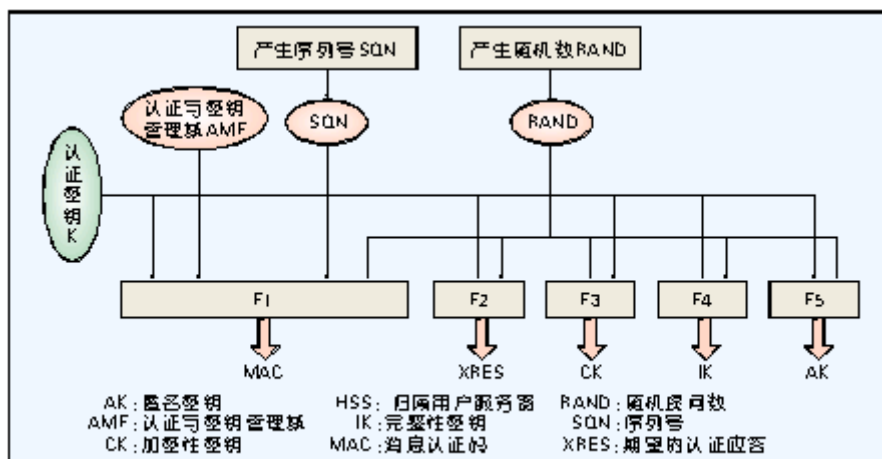 产生序列号SQN
产生随机数RAND
认证与密钥
管理域AMF
SQN
RAND
认证密钥K
F1
F2
F3
F4
F5
MAC
XRES
CK
IK
AK
AK:匿名密钥
HSS:归属用户服务器
RAND:随机询问数
AMF:认证与密钥管理域
IK:完整性密钥
SQN:序列号
CK:加密性密钥
MAC:消息认证码
XRES:期望的认证应答